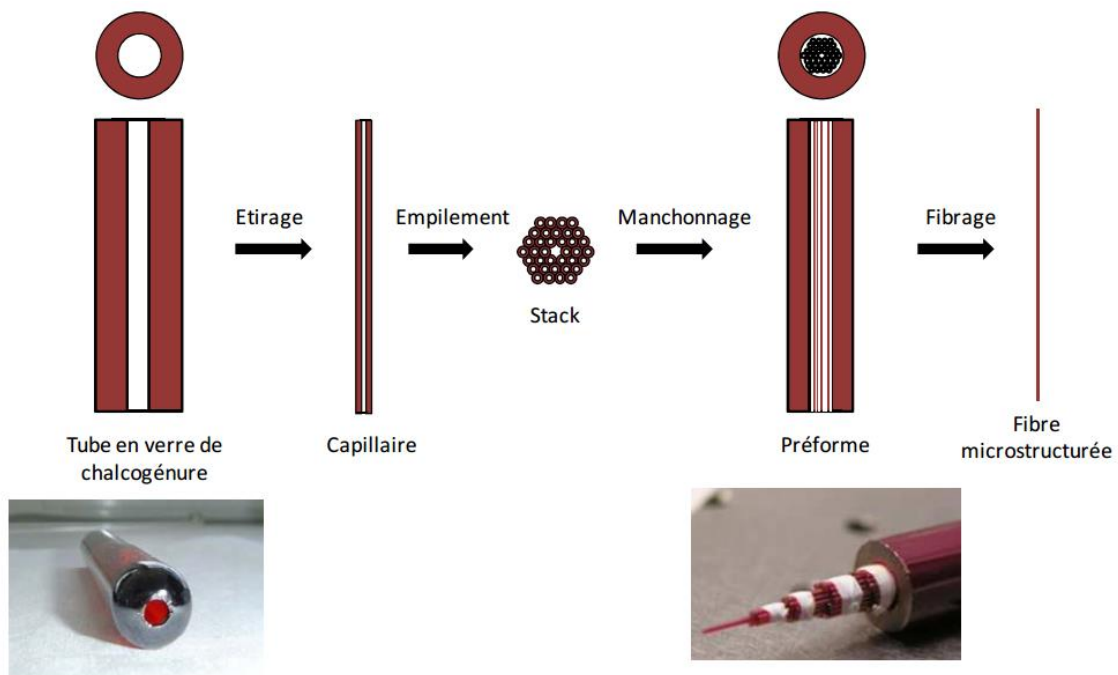 Etirage
Empilement
Manchonnage
Fibrage
Stack
Tube en verre de
chalcogénure
Capillaire
Préforme
Fibre
microstructurée